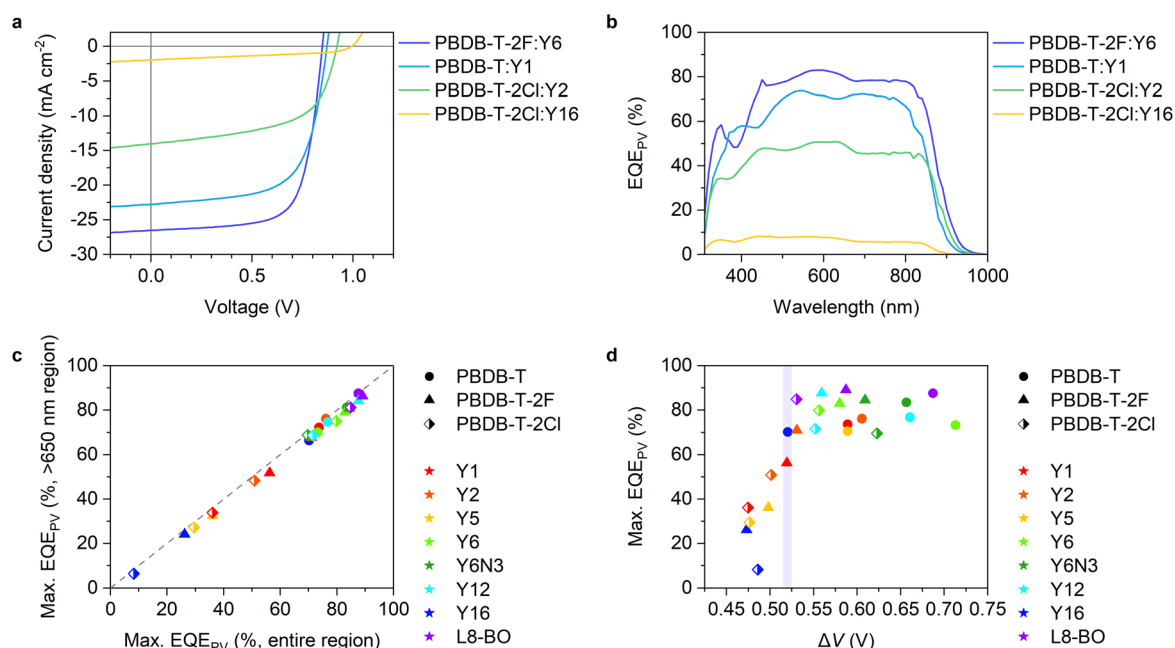 a
0
-5
-10
-15
-20
-25
-30
Current density (mA cm⁻²)
0.0 0.5 1.0
Voltage (V)
PBDB-T-2F:Y6
PBDB-T:Y1
PBDB-T-2Cl:Y2
PBDB-T-2Cl:Y16
b
100
80
60
40
20
0
EQE_PV (%)
400 600 800 1000
Wavelength (nm)
PBDB-T-2F:Y6
PBDB-T:Y1
PBDB-T-2Cl:Y2
PBDB-T-2Cl:Y16
c
100
80
60
40
20
0
Max. EQE_PV (%, >650 nm region)
0 20 40 60 80 100
Max. EQE_PV (%, entire region)
PBDB-T
PBDB-T-2F
PBDB-T-2Cl
Y1
Y2
Y5
Y6
Y6N3
Y12
Y16
L8-BO
d
100
80
60
40
20
0
Max. EQE_PV (%)
0.45 0.50 0.55 0.60 0.65 0.70 0.75
ΔV (V)
PBDB-T
PBDB-T-2F
PBDB-T-2Cl
Y1
Y2
Y5
Y6
Y6N3
Y12
Y16
L8-BO